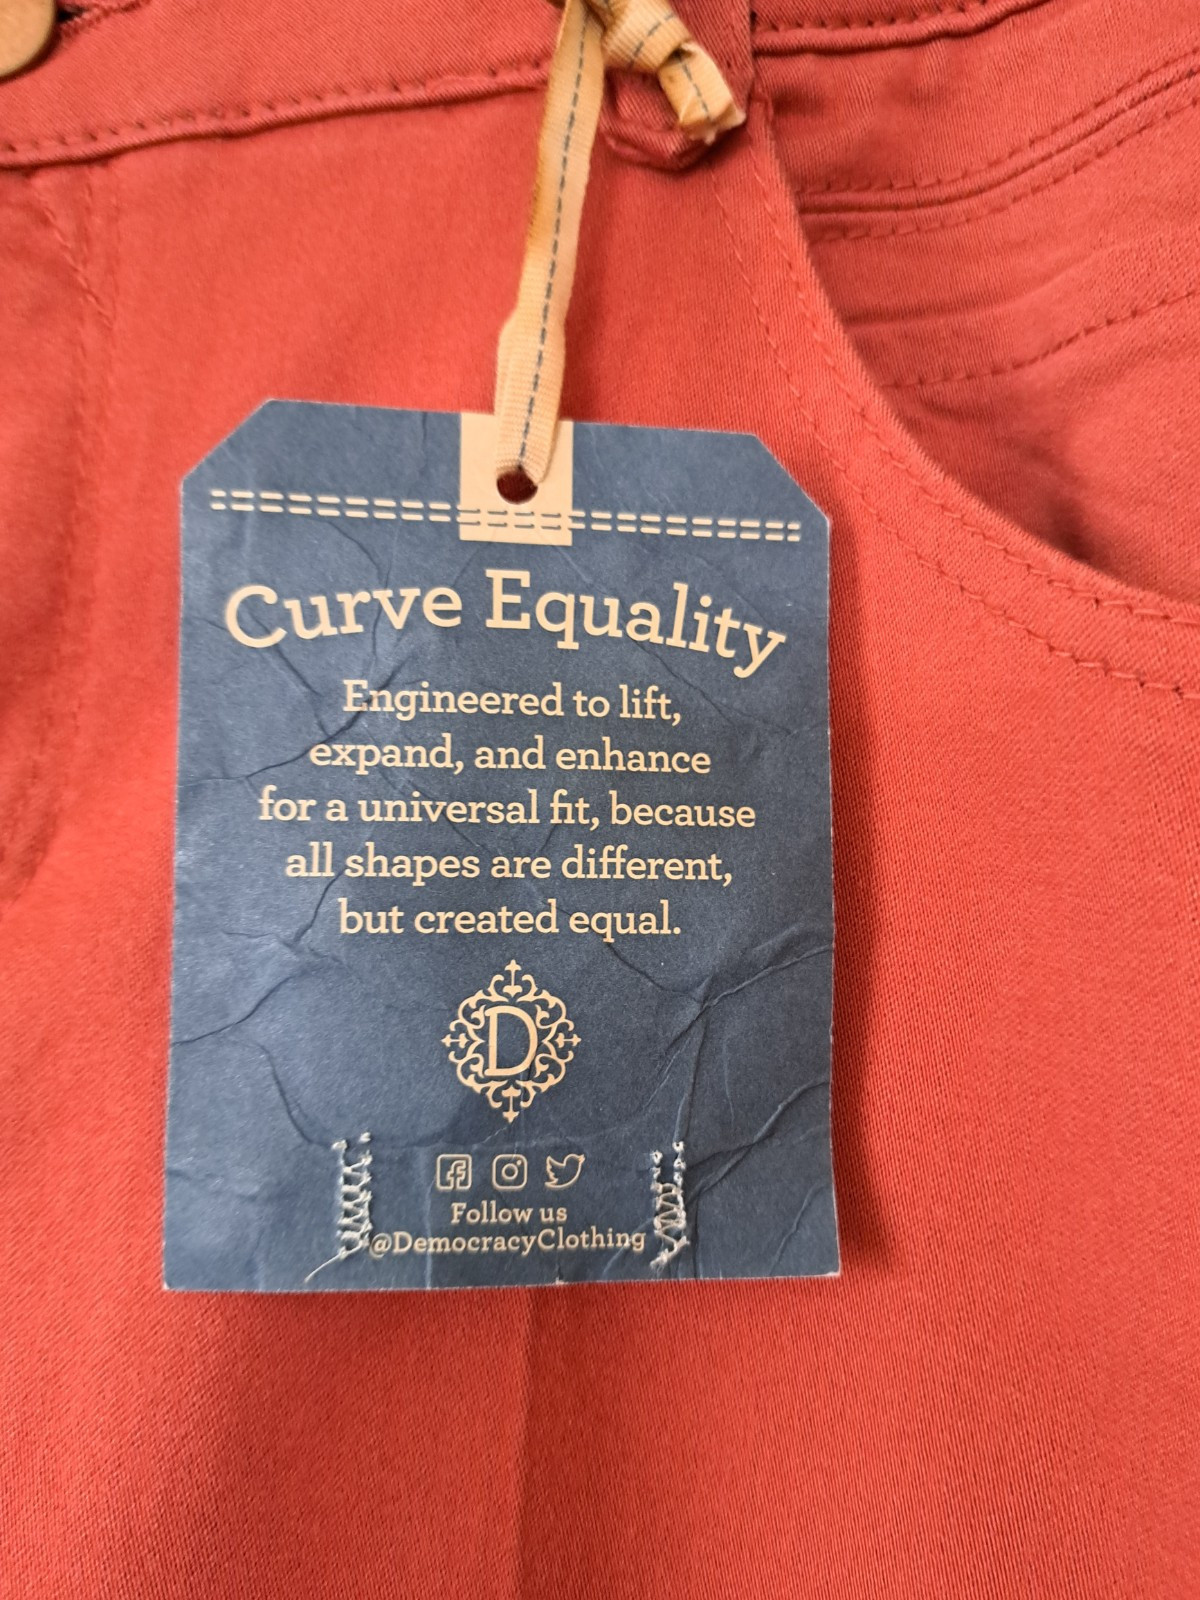 Curve Equality
Engineered to lift,
expand, and enhance
for a universal fit, because
all shapes are different,
but created equal.
D
Follow us
@DemocracyClothing